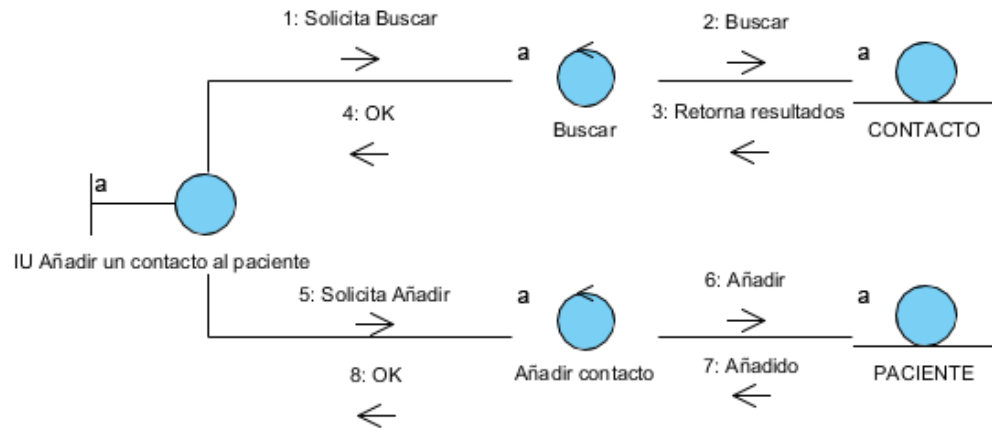 1: Solicita Buscar
2: Buscar
a
a
4: OK
3: Retorna resultados
Buscar
CONTACTO
a
IU Añadir un contacto al paciente
5: Solicita Añadir
6: Añadir
a
a
8: OK
7: Añadido
Añadir contacto
PACIENTE